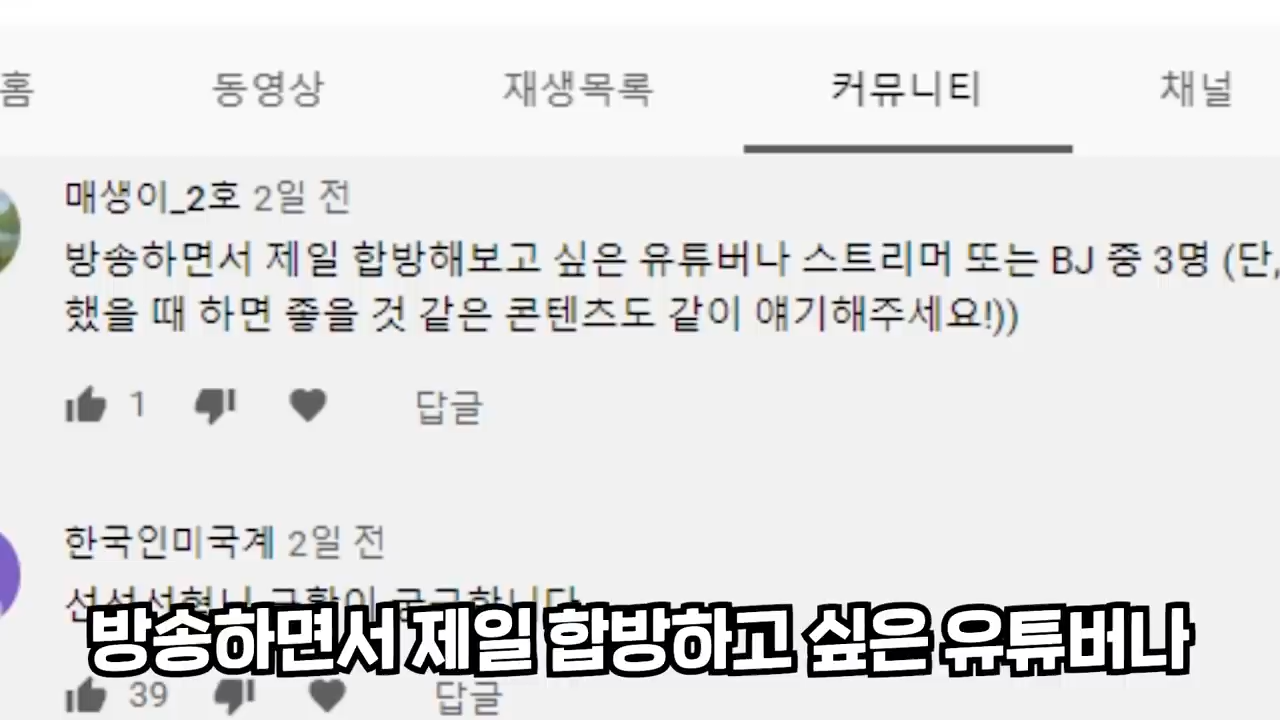 홈 동영상 재생목록 커뮤니티 채널
매생이_2호 2일 전
방송하면서 제일 합방해보고 싶은 유튜버나 스트리머 또는 BJ 중 3명 (단,
했을 때 하면 좋을 것 같은 콘텐츠도 같이 얘기해주세요!))
1 답글
한국인미국계 2일 전
방송하면서 제일 합방하고 싶은 유튜버나
39 답글